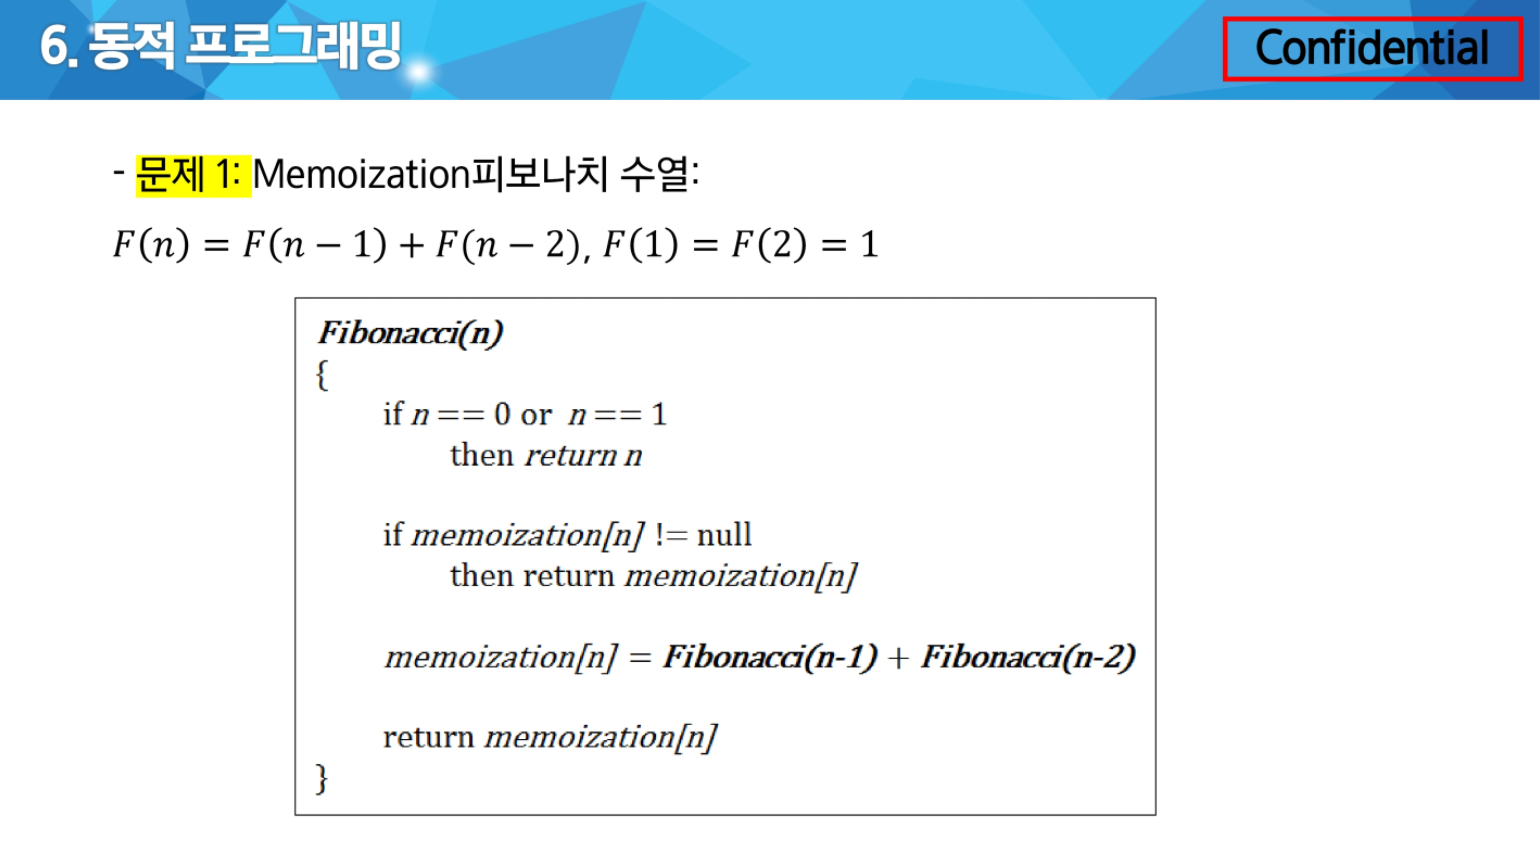 6. 동적 프로그래밍
Confidential
- 문제 1: Memoization피보나치 수열:
F(n) = F(n − 1) + F(n − 2), F(1) = F(2) = 1
Fibonacci(n)
{
if n == 0 or n == 1
then return n
if memoization[n] != null
then return memoization[n]
memoization[n] = Fibonacci(n-1) + Fibonacci(n-2)
return memoization[n]
}